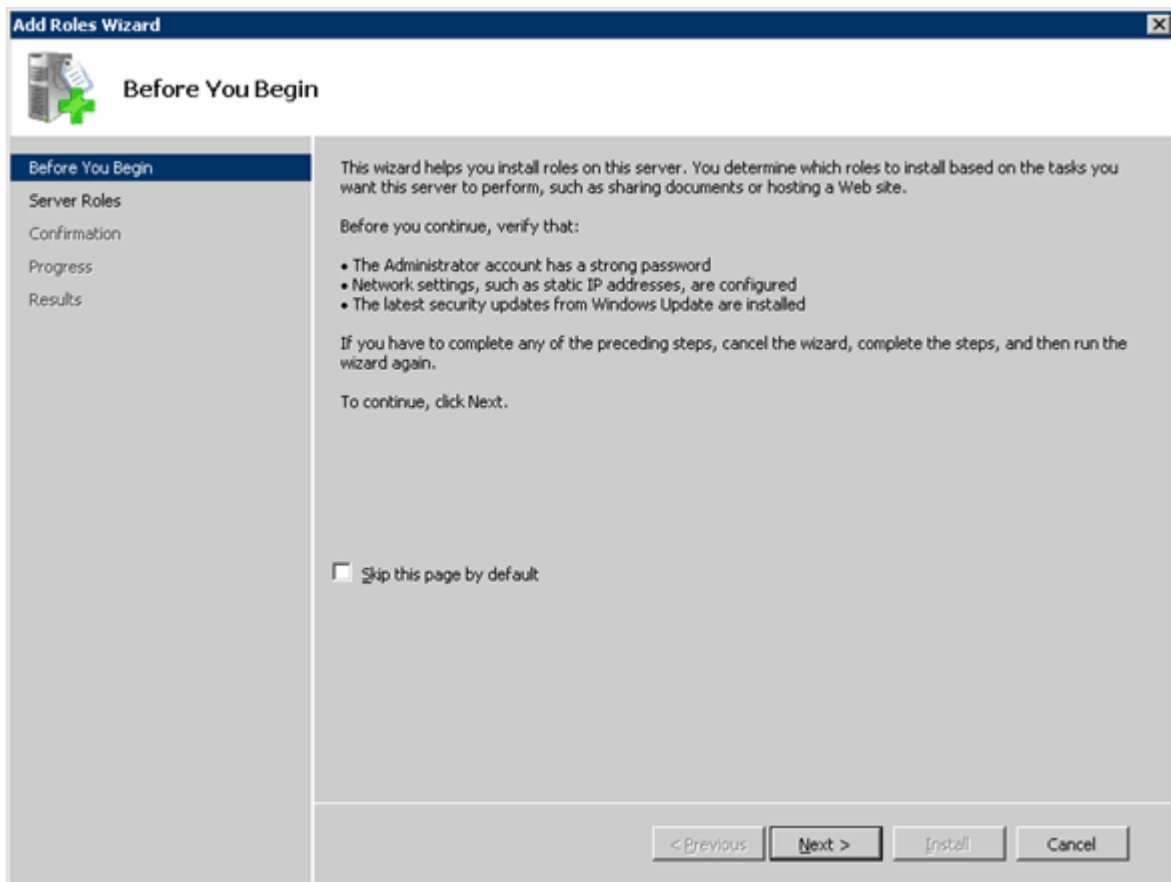 Add Roles Wizard
Before You Begin
Before You Begin
Server Roles
Confirmation
Progress
Results
This wizard helps you install roles on this server. You determine which roles to install based on the tasks you
want this server to perform, such as sharing documents or hosting a Web site.
Before you continue, verify that:
• The Administrator account has a strong password
• Network settings, such as static IP addresses, are configured
• The latest security updates from Windows Update are installed
If you have to complete any of the preceding steps, cancel the wizard, complete the steps, and then run the
wizard again.
To continue, click Next.
Skip this page by default
< Previous
Next >
Install
Cancel